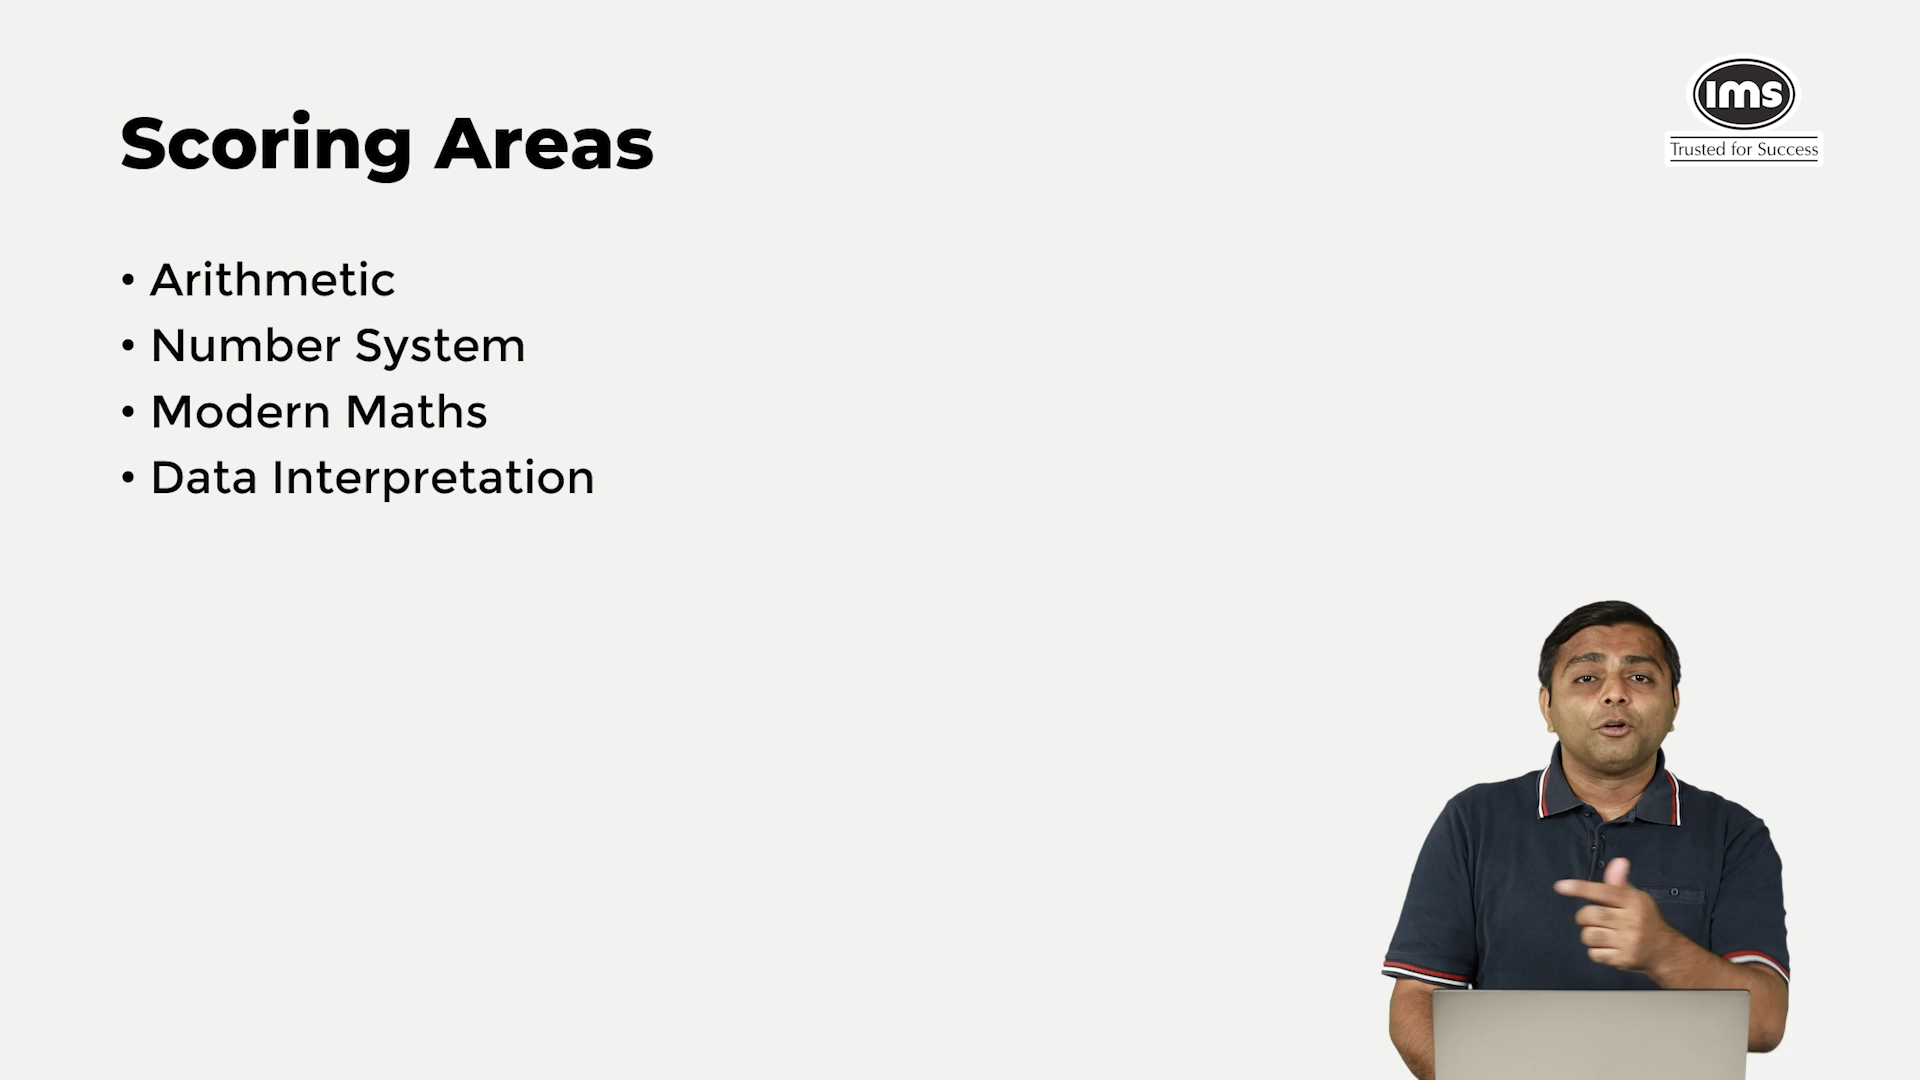 Scoring Areas
• Arithmetic
• Number System
• Modern Maths
• Data Interpretation
ims
Trusted for Success